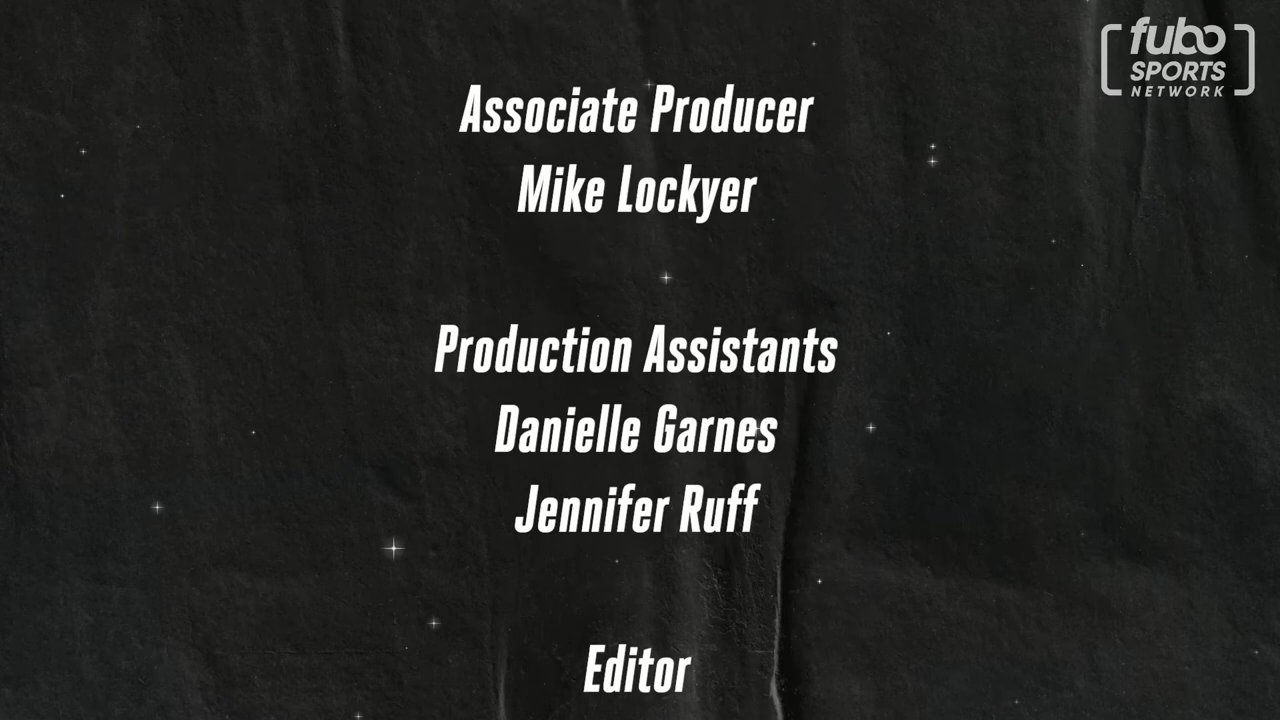 fubo
SPORTS
NETWORK
Associate Producer
Mike Lockyer
Production Assistants
Danielle Garnes
Jennifer Ruff
Editor